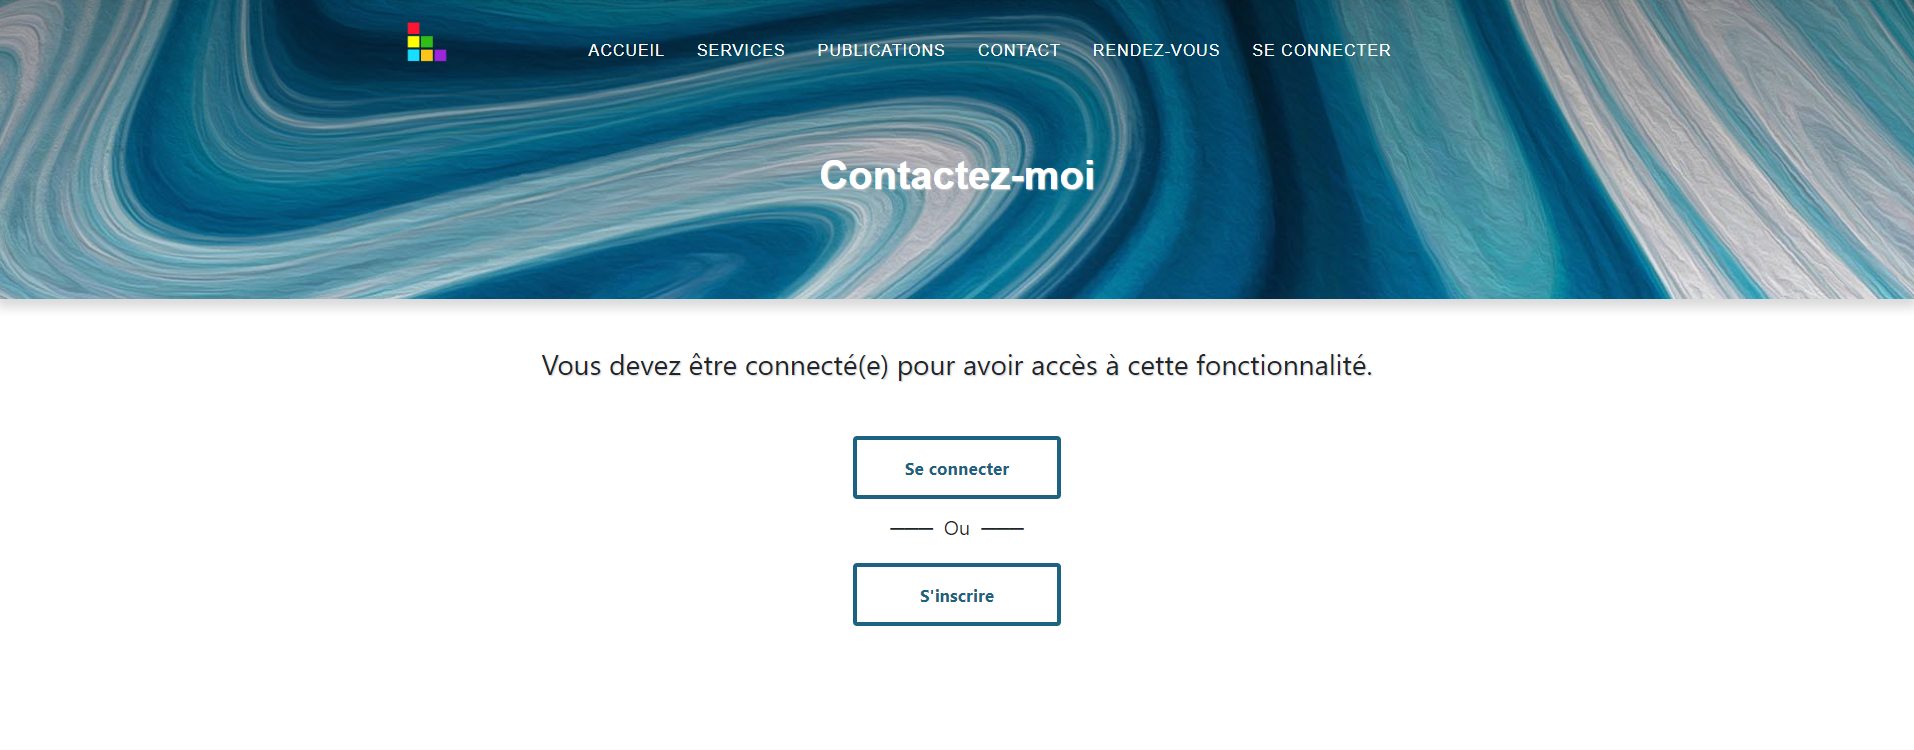 ACCUEIL SERVICES PUBLICATIONS CONTACT RENDEZ-VOUS SE CONNECTER
Contactez-moi
Vous devez être connecté(e) pour avoir accès à cette fonctionnalité.
Se connecter
Ou
S'inscrire